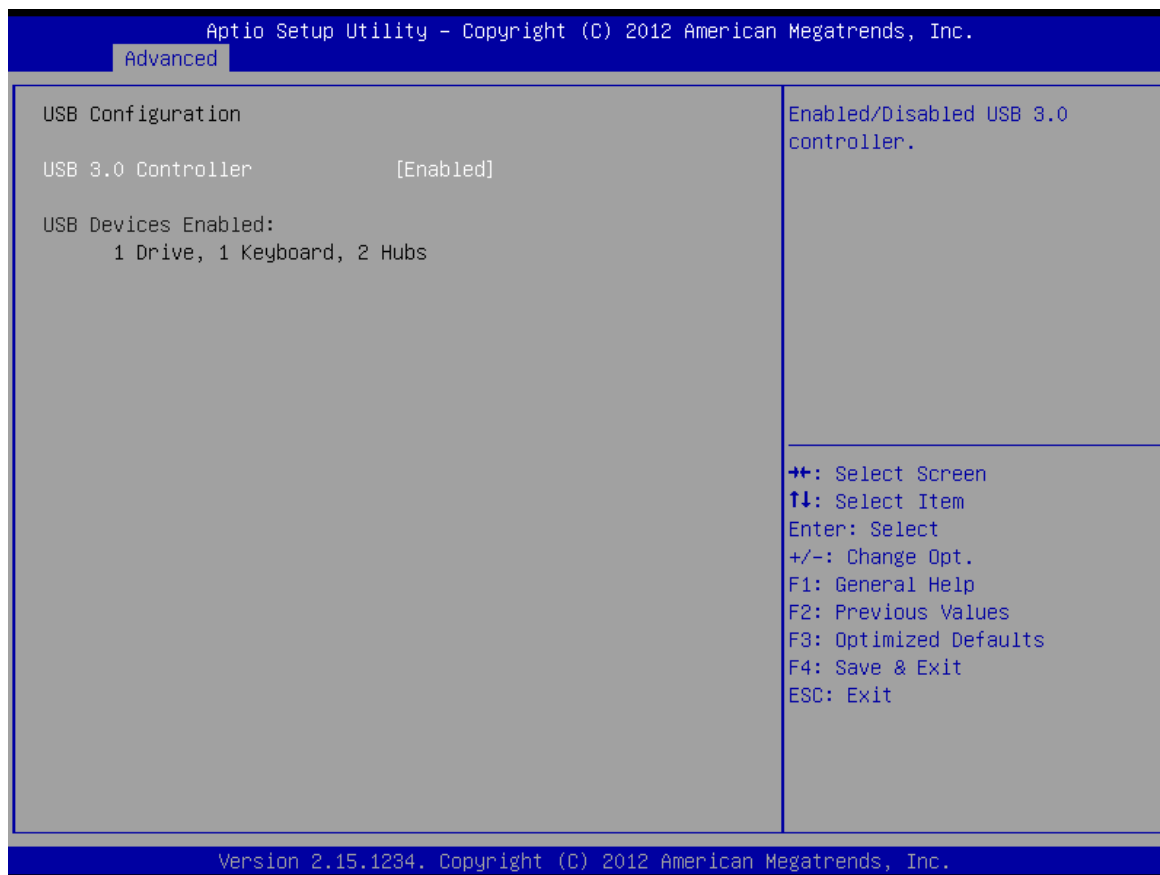 Aptio Setup Utility – Copyright (C) 2012 American Megatrends, Inc.
Advanced
USB Configuration
USB 3.0 Controller [Enabled]
USB Devices Enabled:
1 Drive, 1 Keyboard, 2 Hubs
Enabled/Disabled USB 3.0
controller.
→←: Select Screen
↑↓: Select Item
Enter: Select
+/-: Change Opt.
F1: General Help
F2: Previous Values
F3: Optimized Defaults
F4: Save & Exit
ESC: Exit
Version 2.15.1234. Copyright (C) 2012 American Megatrends, Inc.